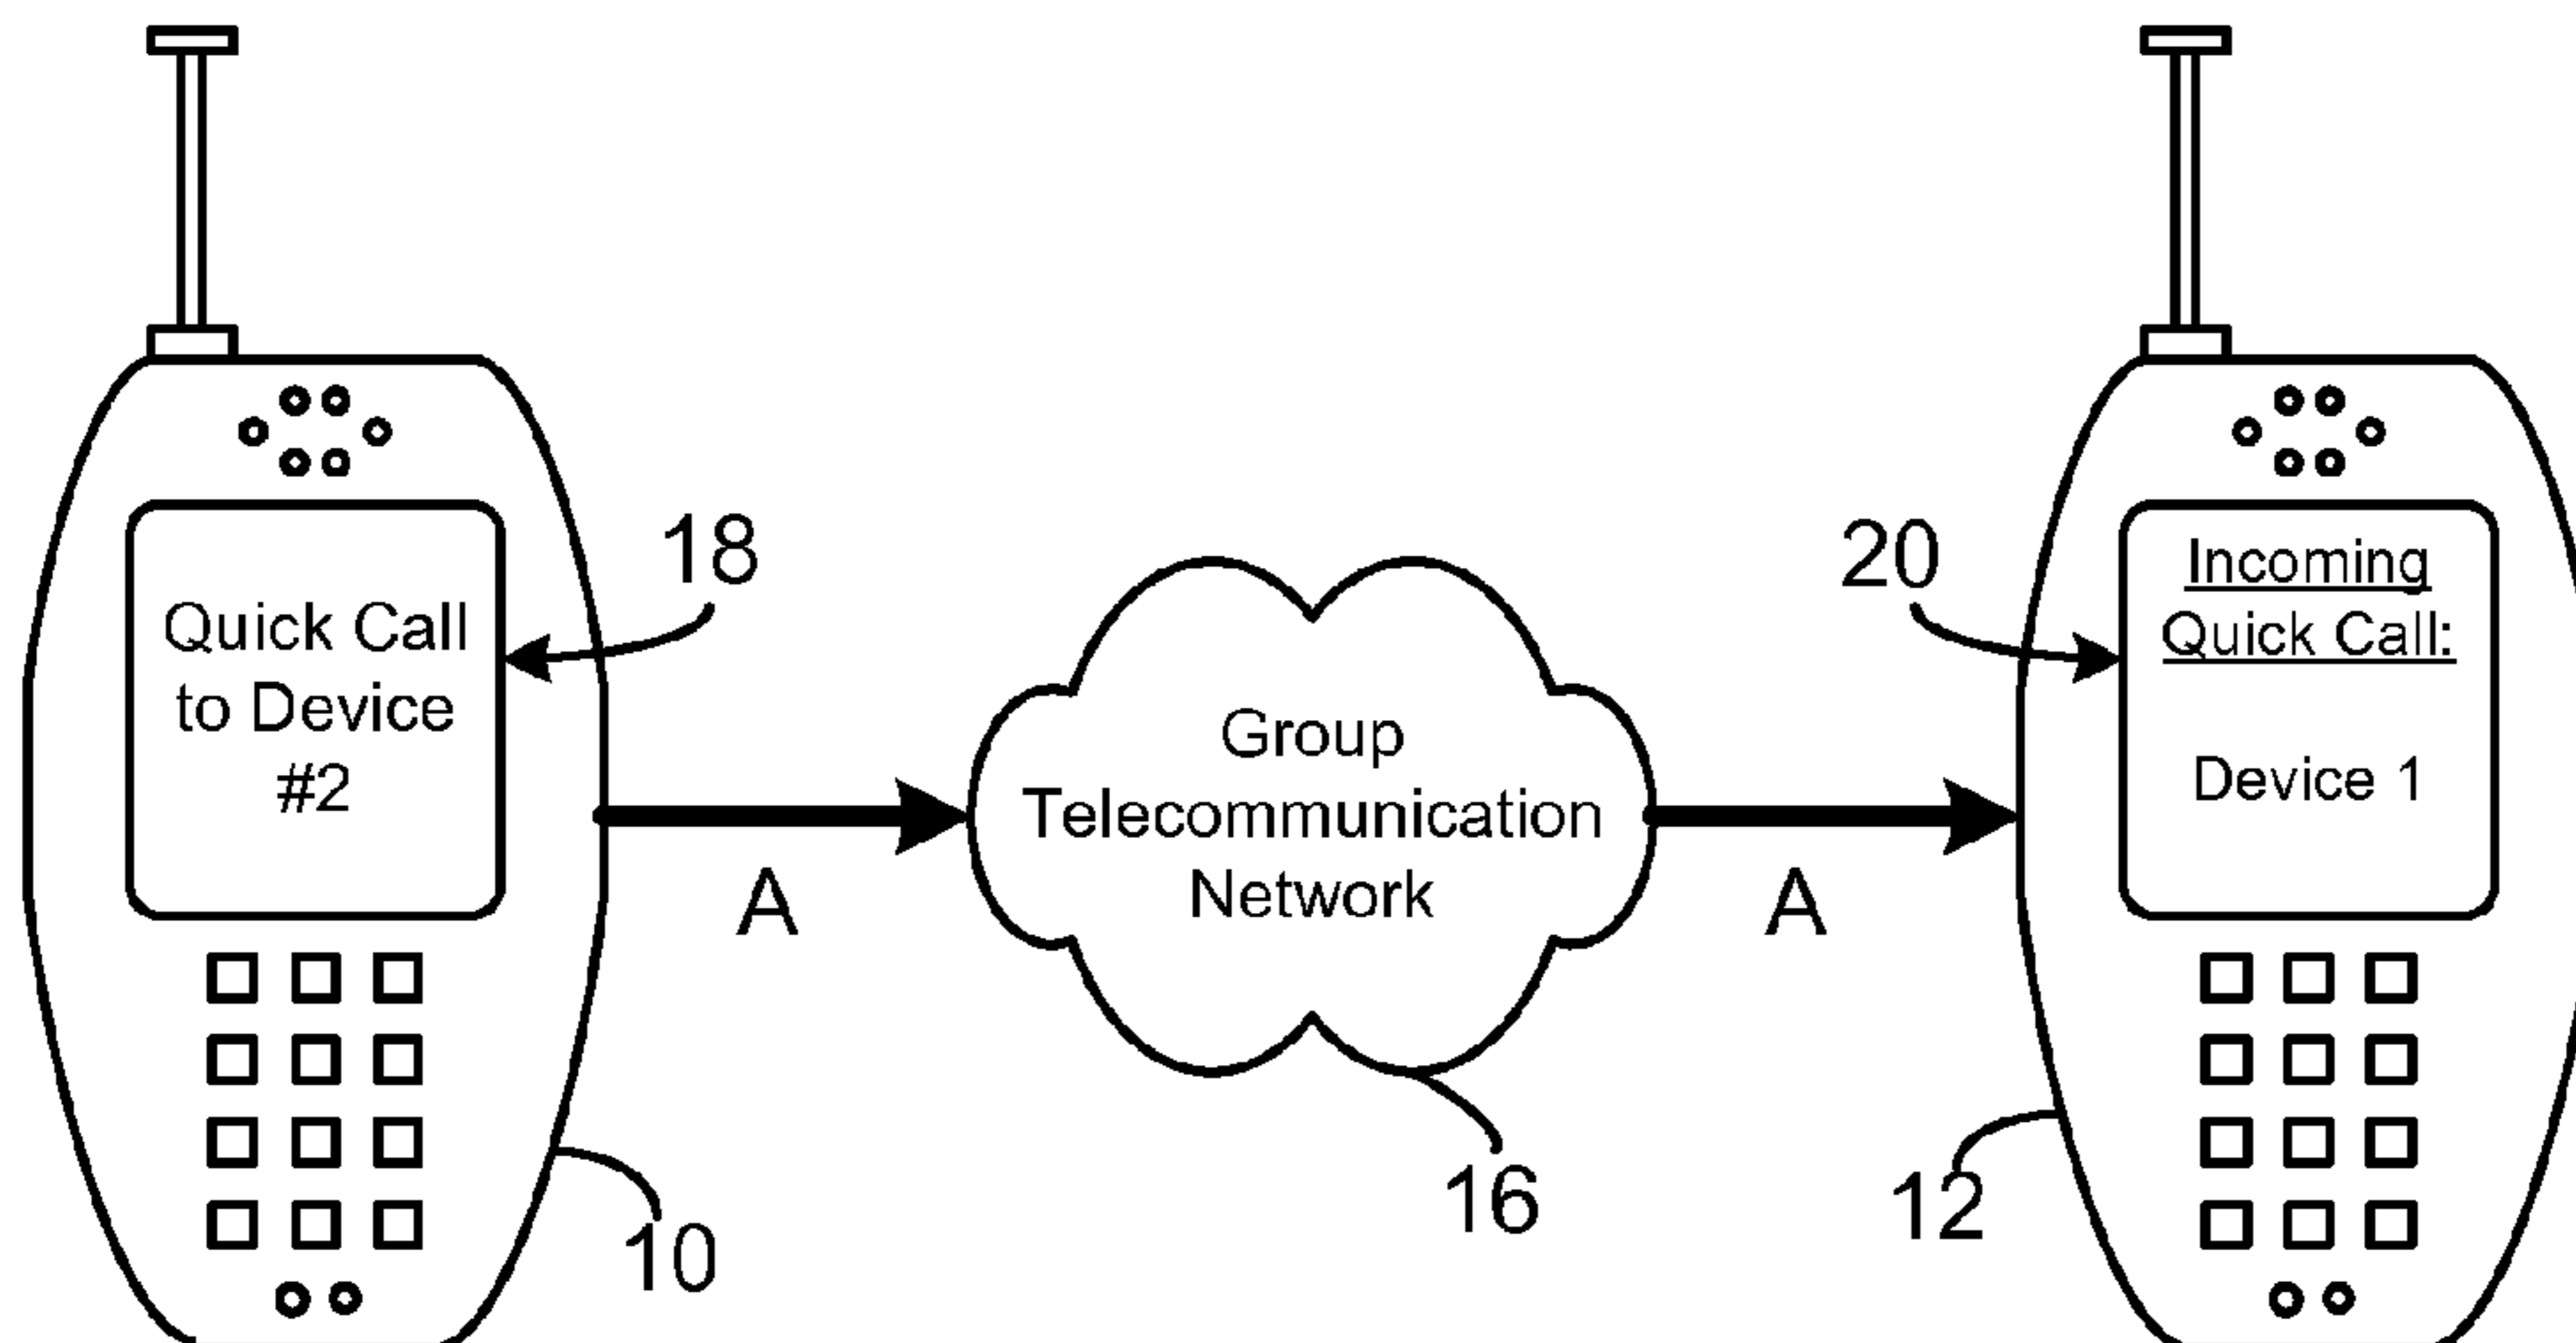 Quick Call
to Device
#2
18
A
10
Group
Telecommunication
Network
16
A
20
Incoming
Quick Call:
Device 1
12